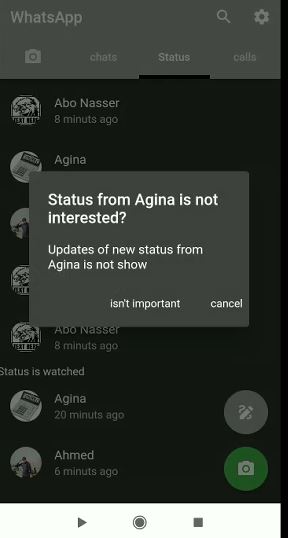 WhatsApp
chats Status calls
Abo Nasser
8 minuts ago
Agina
Status from Agina is not
interested?
Updates of new status from
Agina is not show
isn't important cancel
Abo Nasser
8 minuts ago
Status is watched
Agina
20 minuts ago
Ahmed
6 minuts ago